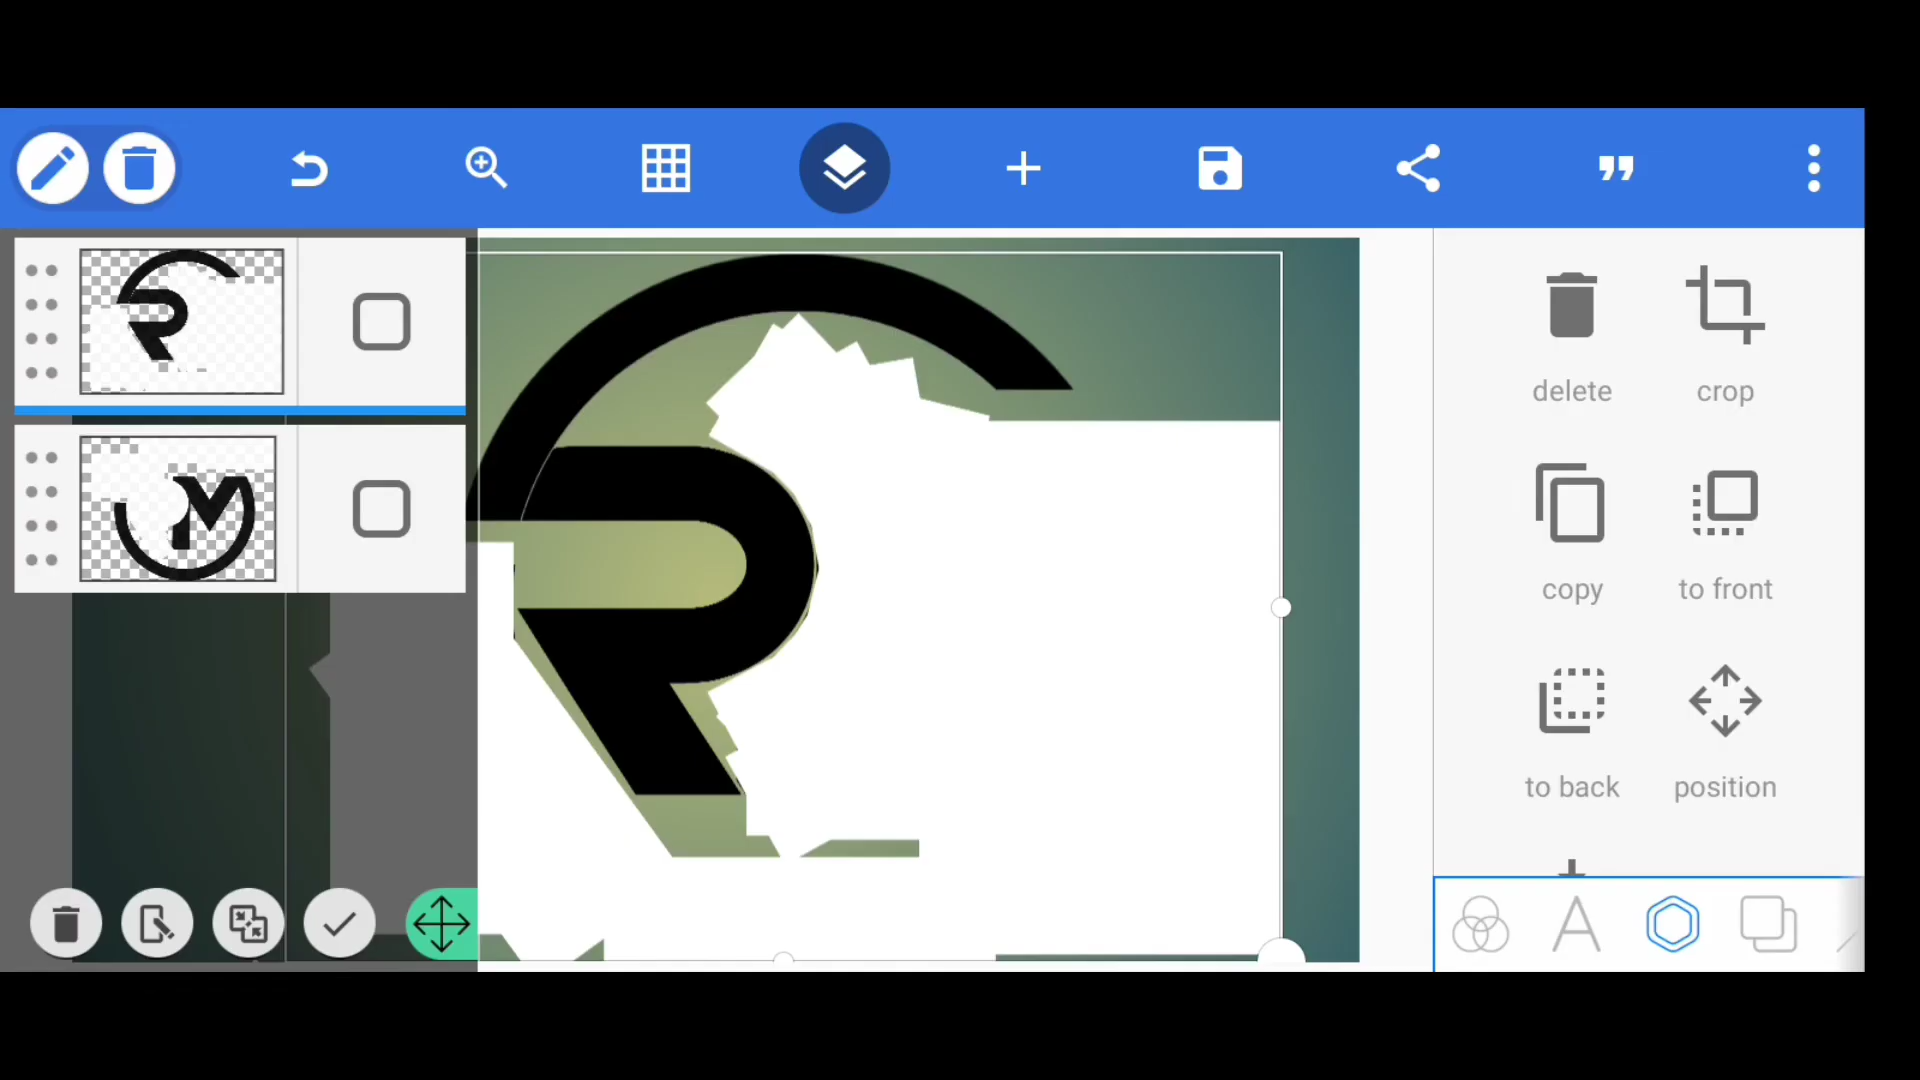 R
M
R
delete crop
copy to front
to back position